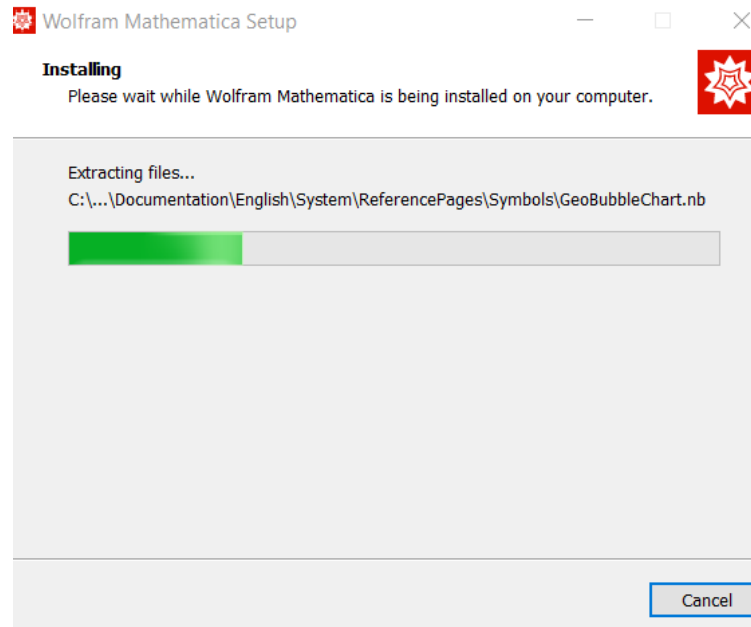 Wolfram Mathematica Setup
Installing
Please wait while Wolfram Mathematica is being installed on your computer.
Extracting files...
C:\...\Documentation\English\System\ReferencePages\Symbols\GeoBubbleChart.nb
Cancel